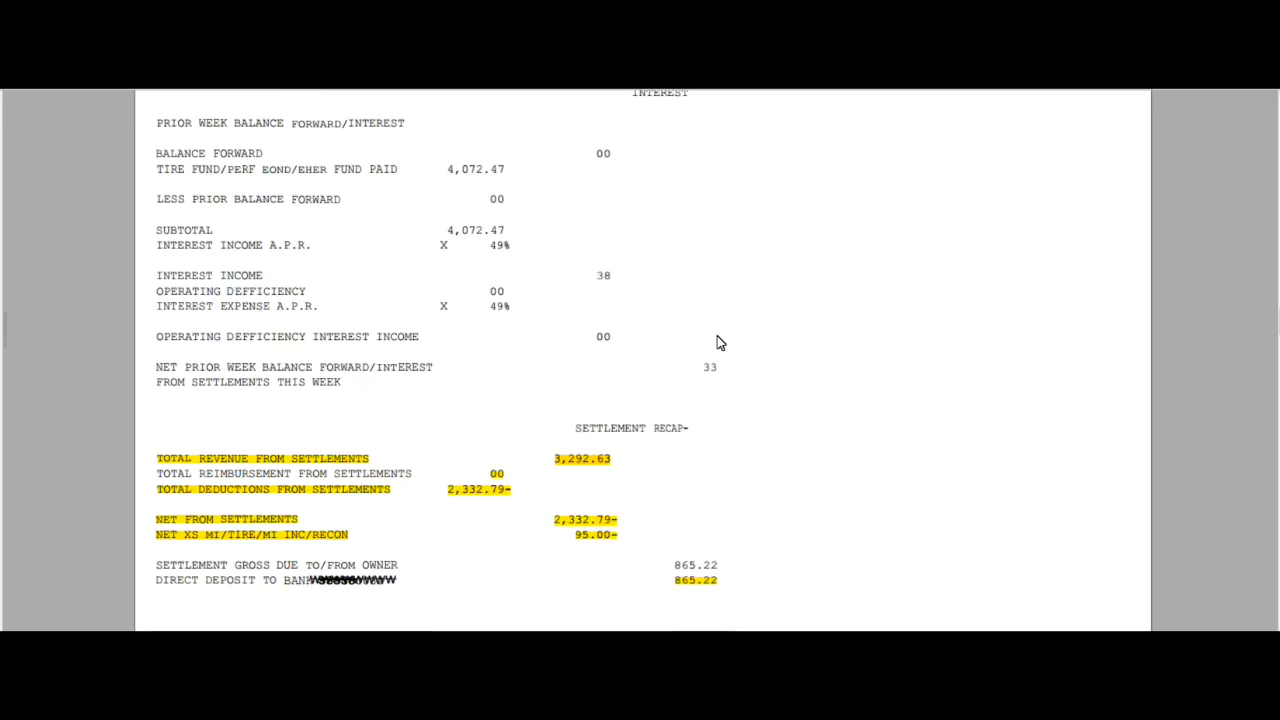 INTEREST
PRIOR WEEK BALANCE FORWARD/INTEREST
BALANCE FORWARD 00
TIRE FUND/PERF EOND/EHER FUND PAID 4,072.47
LESS PRIOR BALANCE FORWARD 00
SUBTOTAL 4,072.47
INTEREST INCOME A.P.R. X 49%
INTEREST INCOME 38
OPERATING DEFFICIENCY 00
INTEREST EXPENSE A.P.R. X 49%
OPERATING DEFFICIENCY INTEREST INCOME 00
NET PRIOR WEEK BALANCE FORWARD/INTEREST 33
FROM SETTLEMENTS THIS WEEK
SETTLEMENT RECAP-
TOTAL REVENUE FROM SETTLEMENTS 3,292.63
TOTAL REIMBURSEMENT FROM SETTLEMENTS 00
TOTAL DEDUCTIONS FROM SETTLEMENTS 2,332.79-
NET FROM SETTLEMENTS 2,332.79-
NET XS MI/TIRE/MI INC/RECON 95.00-
SETTLEMENT GROSS DUE TO/FROM OWNER 865.22
DIRECT DEPOSIT TO BANK 865.22